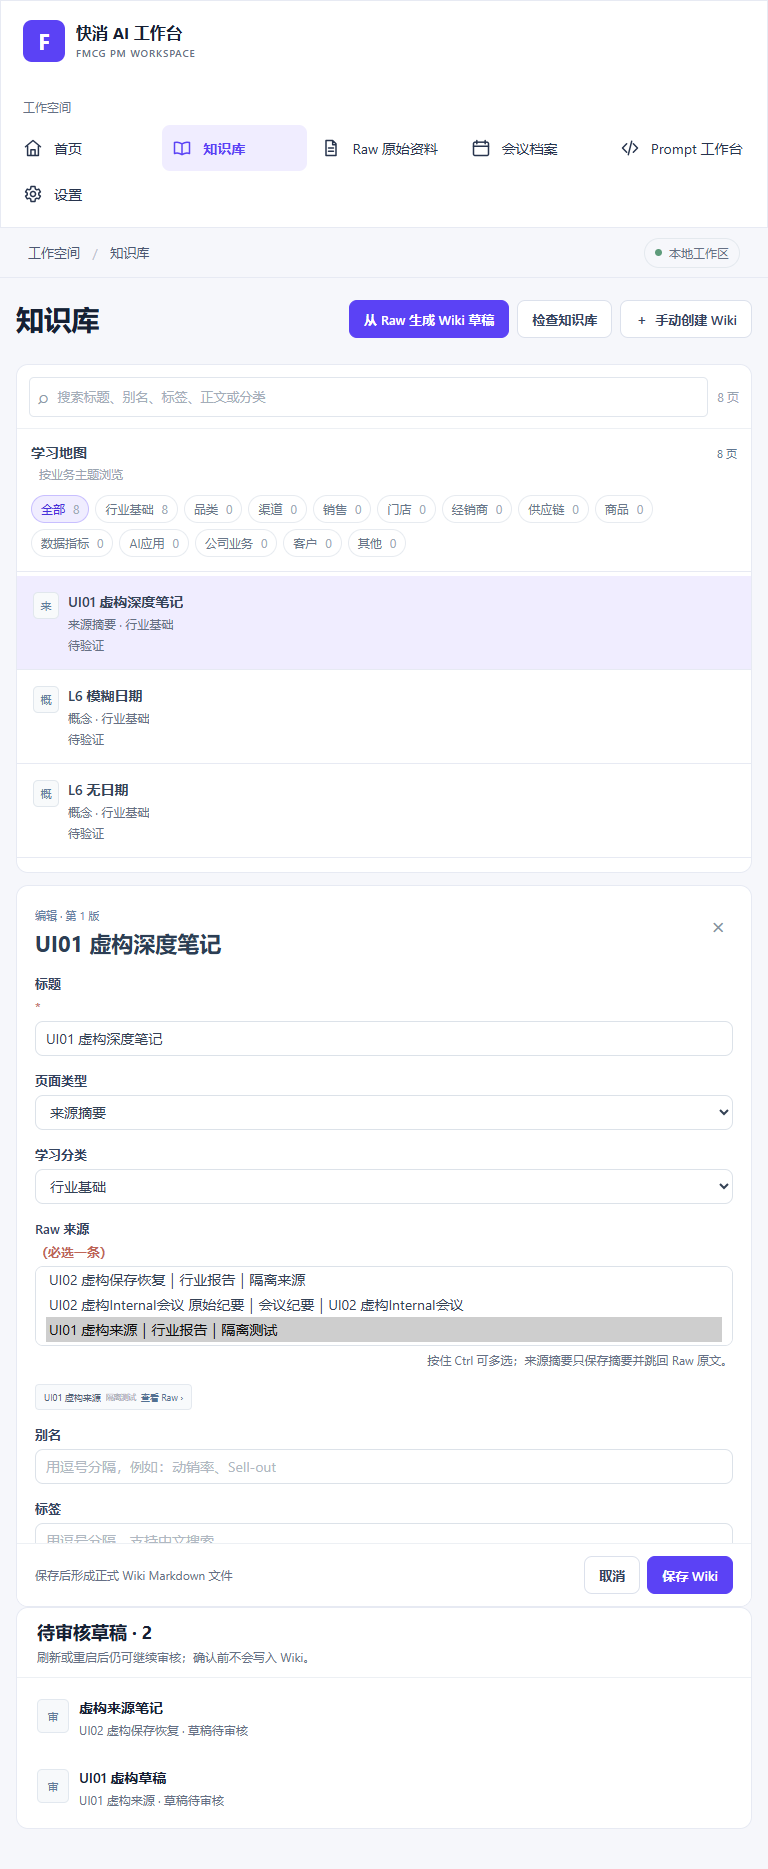 F
快消 AI 工作台
FMCG PM WORKSPACE
工作空间
首页
知识库
Raw 原始资料
会议档案
Prompt 工作台
设置
工作空间 / 知识库
本地工作区
知识库
从 Raw 生成 Wiki 草稿
检查知识库
+ 手动创建 Wiki
搜索标题、别名、标签、正文或分类
8 页
学习地图
8 页
按业务主题浏览
全部 8
行业基础 8
品类 0
渠道 0
销售 0
门店 0
经销商 0
供应链 0
商品 0
数据指标 0
AI应用 0
公司业务 0
客户 0
其他 0
来
UI01 虚构深度笔记
来源摘要 · 行业基础
待验证
概
L6 模糊日期
概念 · 行业基础
待验证
概
L6 无日期
概念 · 行业基础
待验证
编辑 · 第 1 版
UI01 虚构深度笔记
×
标题
*
UI01 虚构深度笔记
页面类型
来源摘要
学习分类
行业基础
Raw 来源
（必选一条）
UI02 虚构保存恢复 | 行业报告 | 隔离来源
UI02 虚构Internal会议 原始纪要 | 会议纪要 | UI02 虚构Internal会议
UI01 虚构来源 | 行业报告 | 隔离测试
按住 Ctrl 可多选；来源摘要只保存摘要并跳回 Raw 原文。
UI01 虚构来源 隔离测试 查看 Raw ›
别名
用逗号分隔，例如：动销率、Sell-out
标签
用逗号分隔，支持中文搜索
保存后形成正式 Wiki Markdown 文件
取消
保存 Wiki
待审核草稿 · 2
刷新或重启后仍可继续审核；确认前不会写入 Wiki。
审
虚构来源笔记
UI02 虚构保存恢复 · 草稿待审核
审
UI01 虚构草稿
UI01 虚构来源 · 草稿待审核